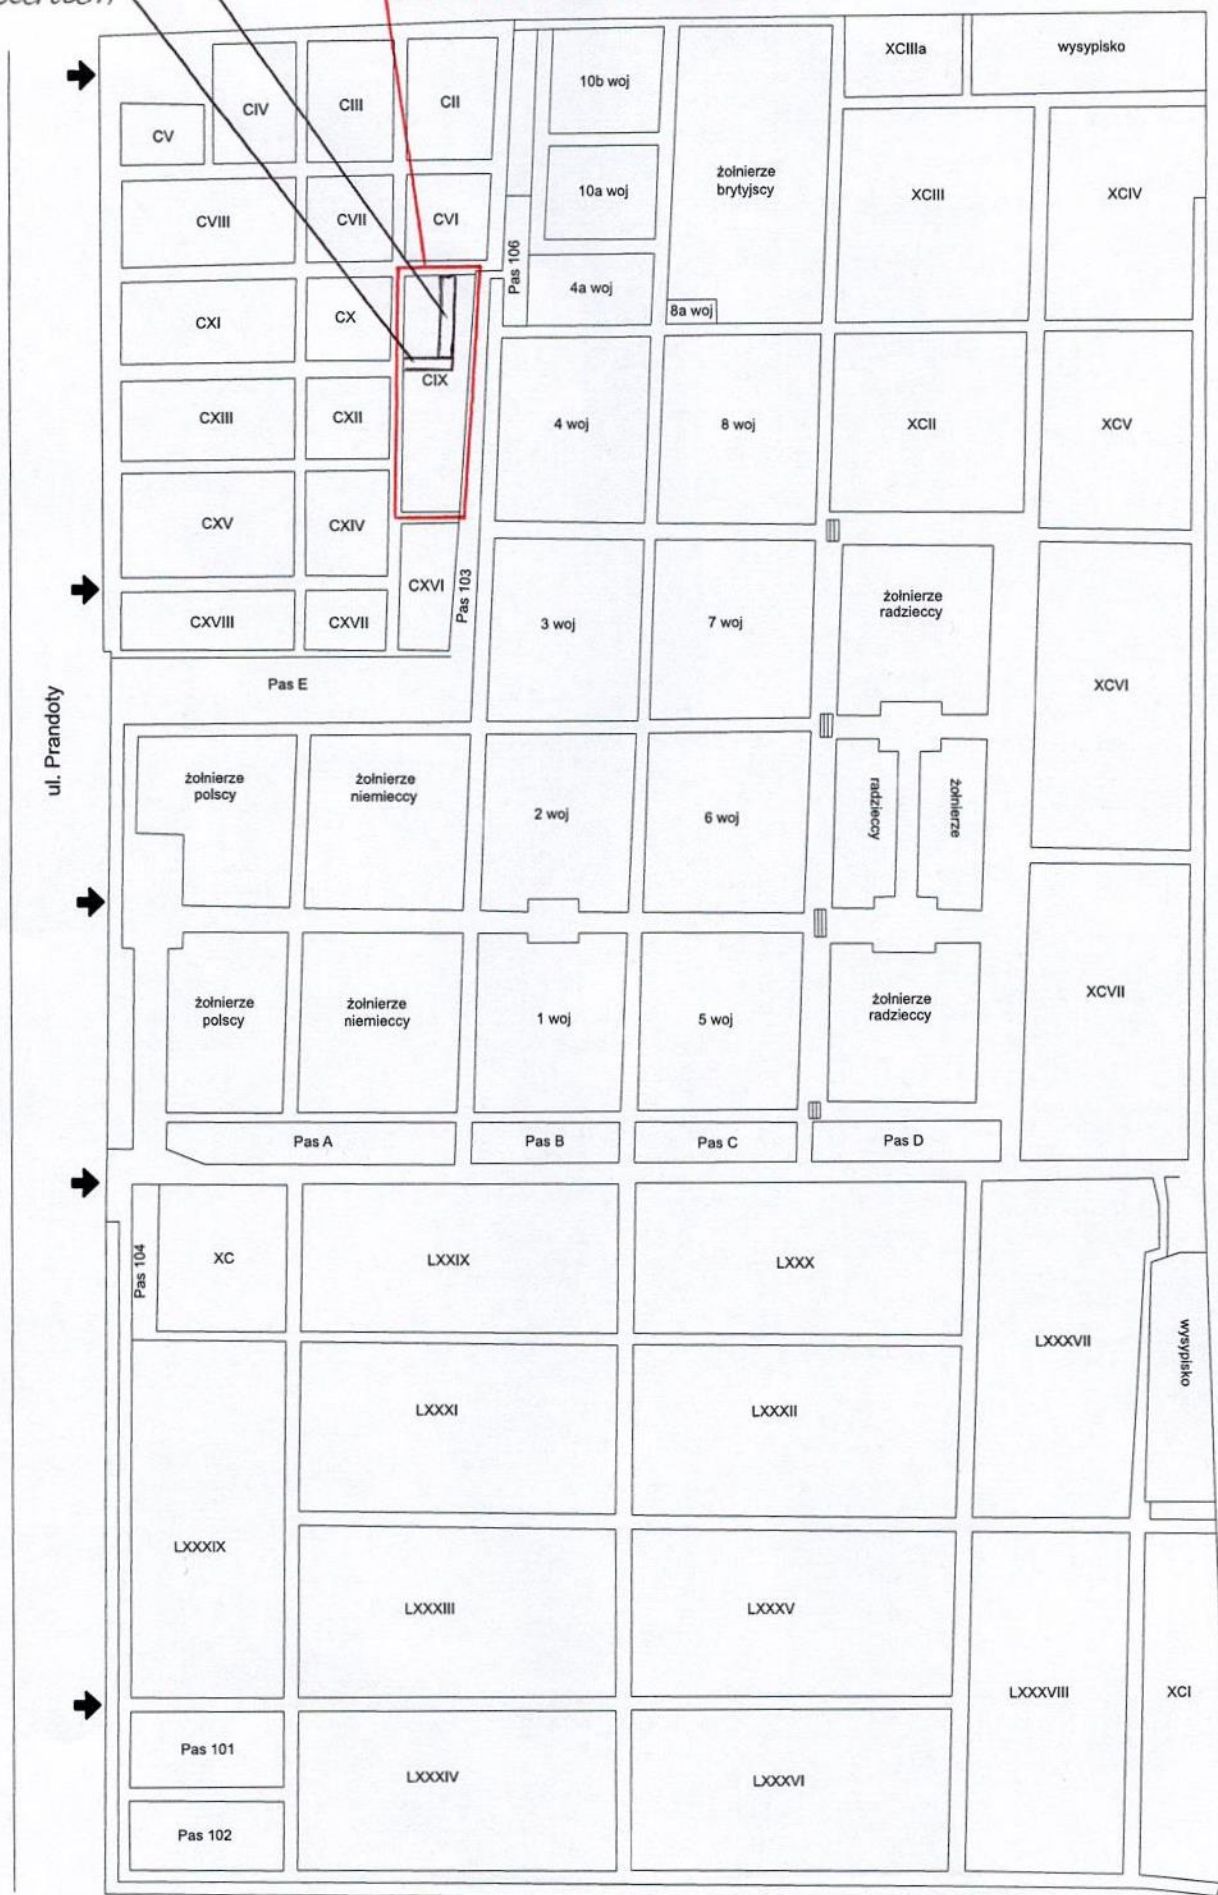 XCIIIa
wysypisko
10b woj
CIV
CIII
CII
CV
żołnierze
brytyjscy
10a woj
XCIII
XCIV
CVIII
CVII
CVI
Pas 106
4a woj
8a woj
CXI
CX
CIX
CXIII
CXII
4 woj
8 woj
XCII
XCV
CXV
CXIV
CXVI
Pas 103
żołnierze
radzieccy
CXVIII
CXVII
3 woj
7 woj
Pas E
XCVI
ul. Prandoty
żołnierze
polscy
żołnierze
niemieccy
2 woj
6 woj
radzieccy
żołnierze
żołnierze
polscy
żołnierze
niemieccy
1 woj
5 woj
żołnierze
radzieccy
XCVII
Pas A
Pas B
Pas C
Pas D
Pas 104
XC
LXXIX
LXXX
LXXXVII
wysypisko
LXXXI
LXXXII
LXXXIX
LXXXIII
LXXXV
LXXXVIII
XCI
Pas 101
LXXXIV
LXXXVI
Pas 102